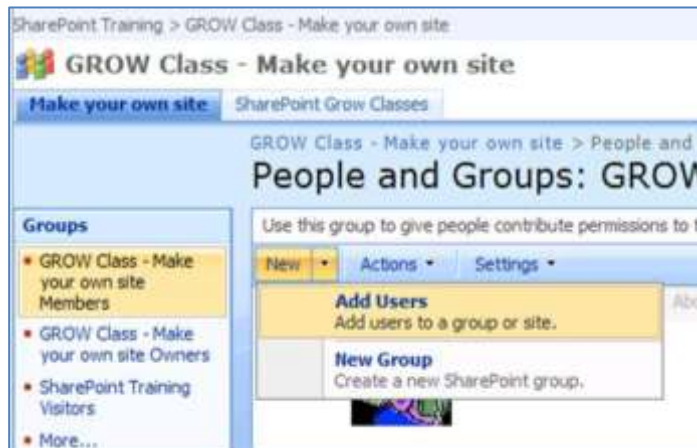 SharePoint Training > GROW Class - Make your own site
GROW Class - Make your own site
Make your own site SharePoint Grow Classes
GROW Class - Make your own site > People and
People and Groups: GROW
Groups
Use this group to give people contribute permissions to
GROW Class - Make
your own site
Members
GROW Class - Make
your own site Owners
SharePoint Training
Visitors
More...
New Actions Settings
Add Users
Add users to a group or site.
New Group
Create a new SharePoint group.